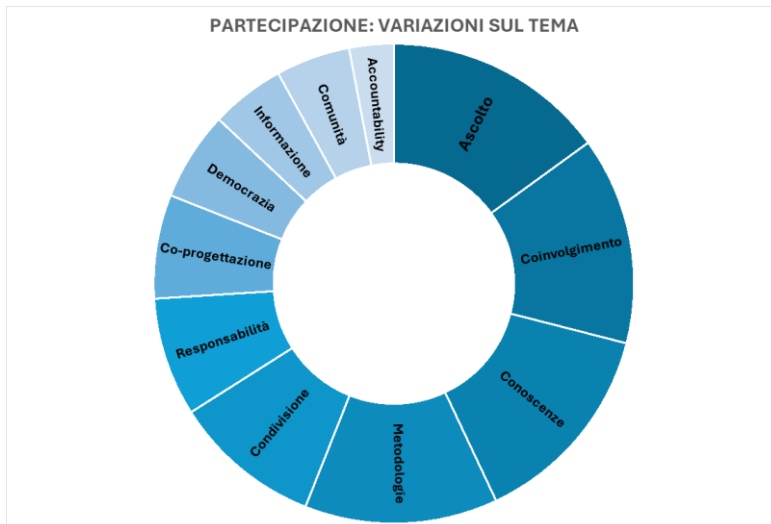 PARTECIPAZIONE: VARIAZIONI SUL TEMA
Ascolto
Coinvolgimento
Conoscenze
Metodologie
Condivisione
Responsabilità
Co-progettazione
Democrazia
Informazione
Comunità
Accountability